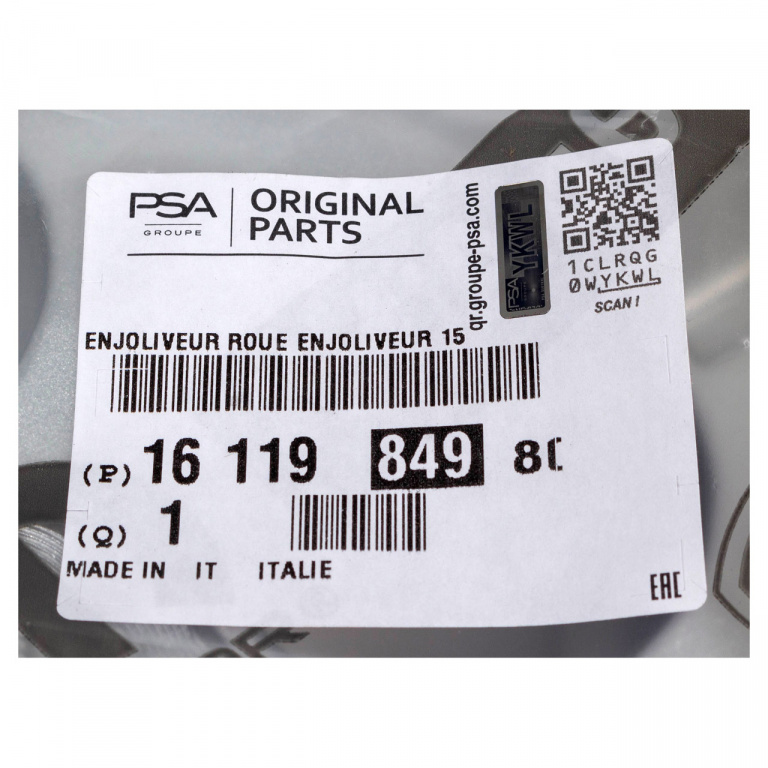 PSA
GROUPE
ORIGINAL
PARTS
qr.groupe-psa.com
PSA YKWL
1CLRQG
0WYKWL
SCAN!
ENJOLIVEUR ROUE ENJOLIVEUR 15
(P) 16 119 849 80
(Q) 1
MADE IN IT ITALIE
EAC